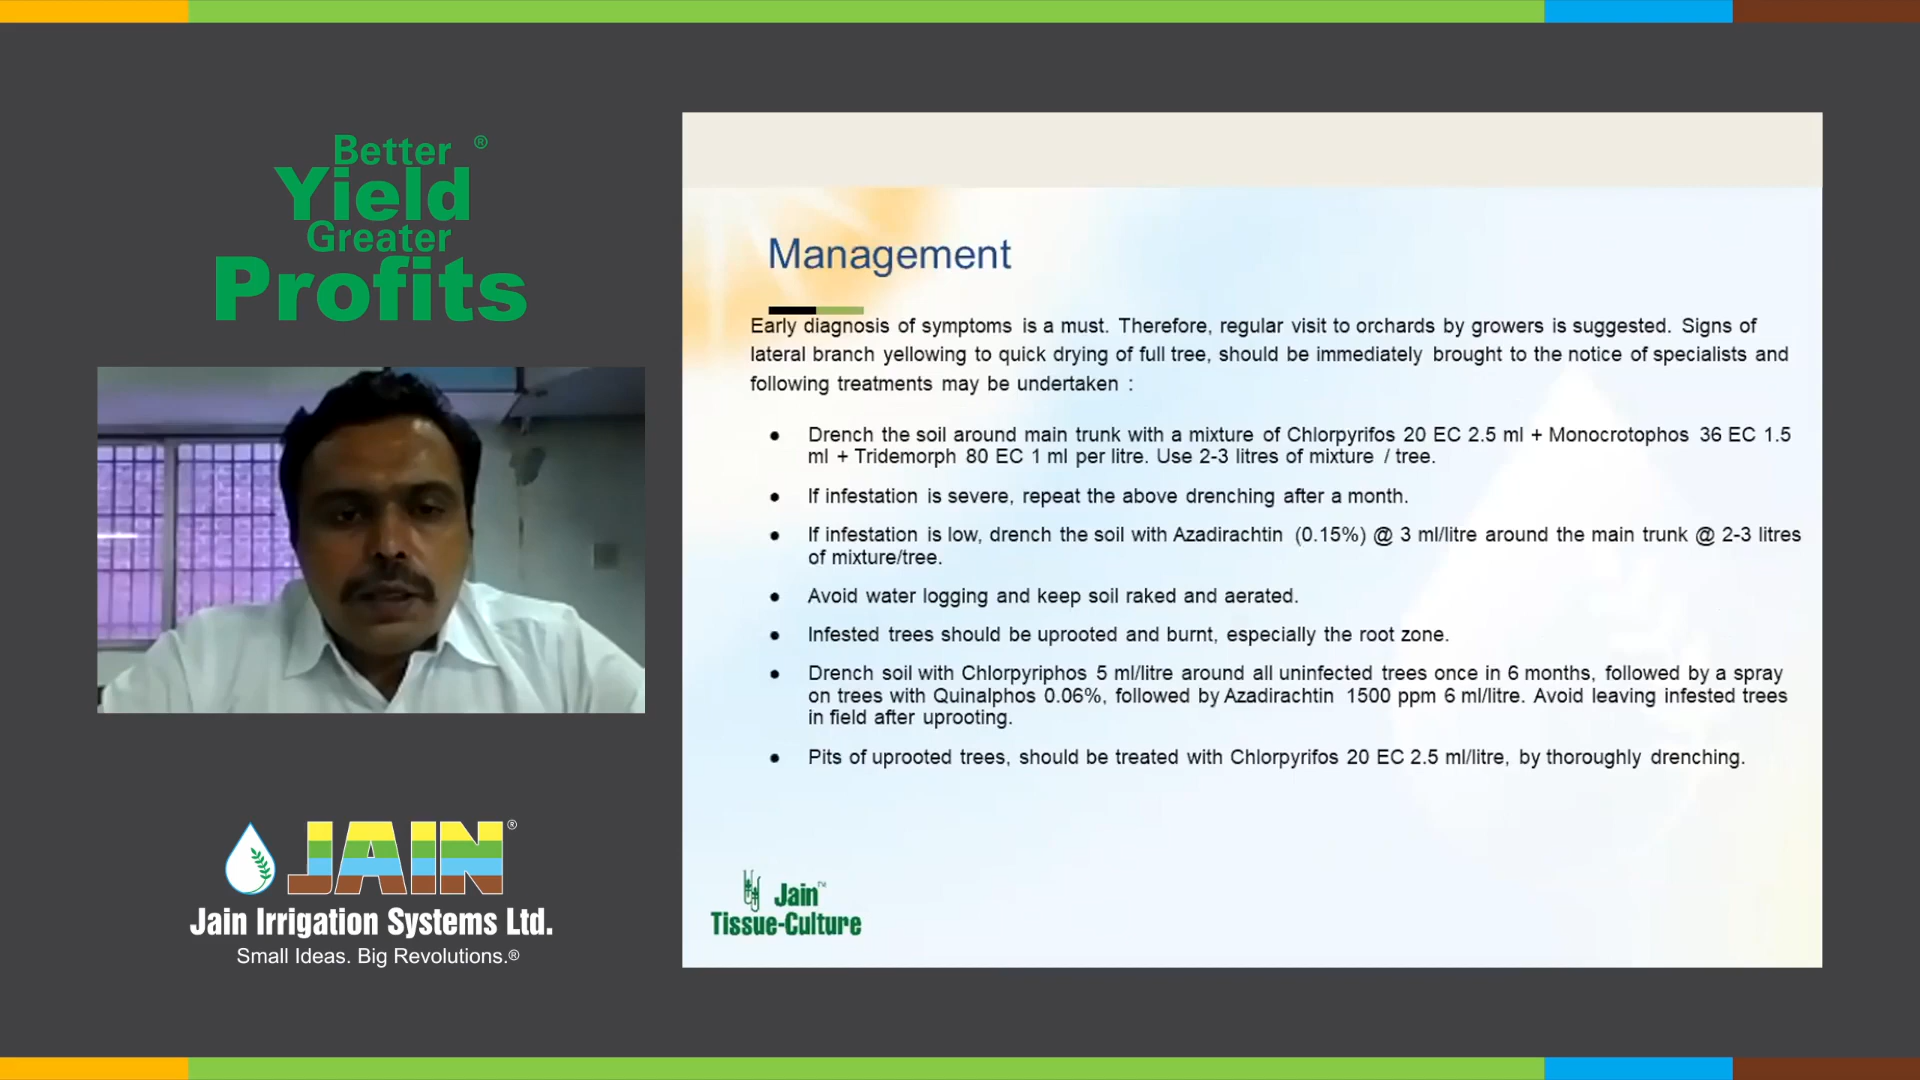 Better ®
Yield
Greater
Profits
JAIN®
Jain Irrigation Systems Ltd.
Small Ideas. Big Revolutions.®
Management
Early diagnosis of symptoms is a must. Therefore, regular visit to orchards by growers is suggested. Signs of
lateral branch yellowing to quick drying of full tree, should be immediately brought to the notice of specialists and
following treatments may be undertaken :
● Drench the soil around main trunk with a mixture of Chlorpyrifos 20 EC 2.5 ml + Monocrotophos 36 EC 1.5
ml + Tridemorph 80 EC 1 ml per litre. Use 2-3 litres of mixture / tree.
● If infestation is severe, repeat the above drenching after a month.
● If infestation is low, drench the soil with Azadirachtin (0.15%) @ 3 ml/litre around the main trunk @ 2-3 litres
of mixture/tree.
● Avoid water logging and keep soil raked and aerated.
● Infested trees should be uprooted and burnt, especially the root zone.
● Drench soil with Chlorpyriphos 5 ml/litre around all uninfected trees once in 6 months, followed by a spray
on trees with Quinalphos 0.06%, followed by Azadirachtin 1500 ppm 6 ml/litre. Avoid leaving infested trees
in field after uprooting.
● Pits of uprooted trees, should be treated with Chlorpyrifos 20 EC 2.5 ml/litre, by thoroughly drenching.
Jain™
Tissue-Culture